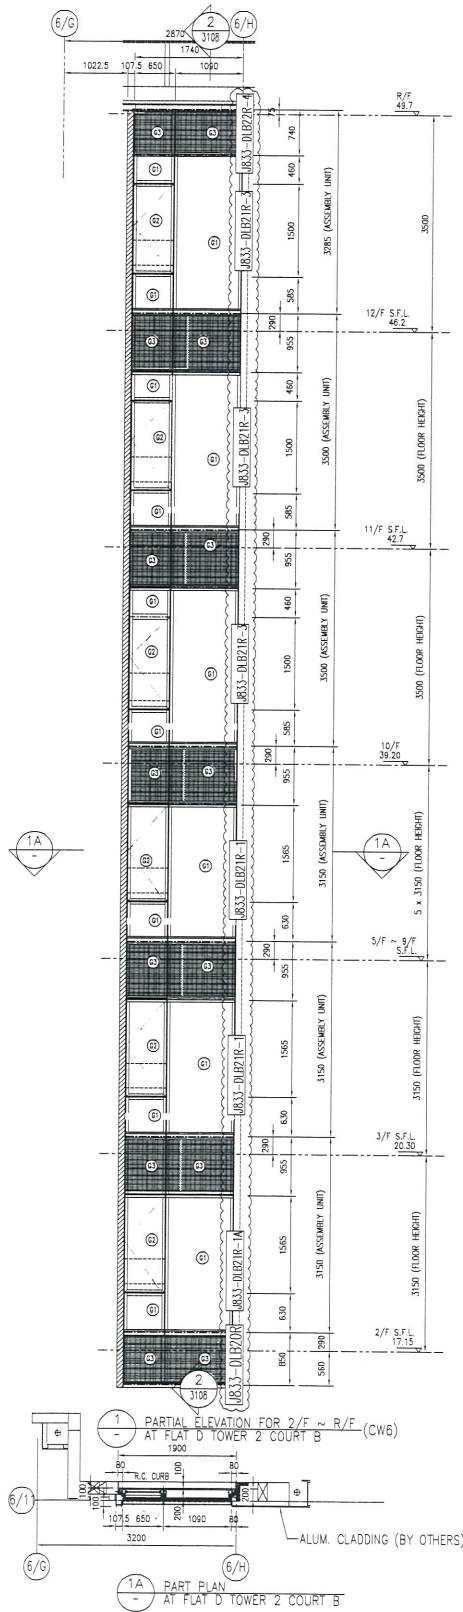 6/G
2
3108
6/H
2870
1740
1022.5 107.5 650 1090
R/F
49.7
75
J833-DLB22R-4
G3 G3
740
G1
460
J833-DLB21R-3
G1
1500
3285 (ASSEMBLY UNIT)
3500
G1
585
12/F S.F.L.
46.2
290
G3 G3
955
G1
460
J833-DLB21R-3
G2 G1
1500
3500 (ASSEMBLY UNIT)
3500 (FLOOR HEIGHT)
G1
585
11/F S.F.L.
42.7
290
G3 G3
955
G1
460
J833-DLB21R-3
G2 G1
1500
3500 (ASSEMBLY UNIT)
3500 (FLOOR HEIGHT)
G1
585
10/F
39.20
290
G3 G3
955
1A
-
1A
-
J833-DLB21R-1
G2 G1
1565
3150 (ASSEMBLY UNIT)
5 x 3150 (FLOOR HEIGHT)
G1
630
5/F ~ 9/F
S.F.L.
290
G3 G3
955
J833-DLB21R-1
G2 G1
1565
3150 (ASSEMBLY UNIT)
3150 (FLOOR HEIGHT)
G1
630
3/F S.F.L.
20.30
290
G3 G3
955
J833-DLB21R-1A
G2 G1
1565
3150 (ASSEMBLY UNIT)
3150 (FLOOR HEIGHT)
G1
630
2/F S.F.L.
17.15
J833-DLB20R
G3 G3
850
290
560
2
3108
1
-
PARTIAL ELEVATION FOR 2/F ~ R/F (CW6)
AT FLAT D TOWER 2 COURT B
1900
80 100 80
R.C. CURB
100
100
200
6/1
107.5 650 200 1090 80
3200
ALUM. CLADDING (BY OTHERS)
6/G
6/H
1A
-
PART PLAN
AT FLAT D TOWER 2 COURT B